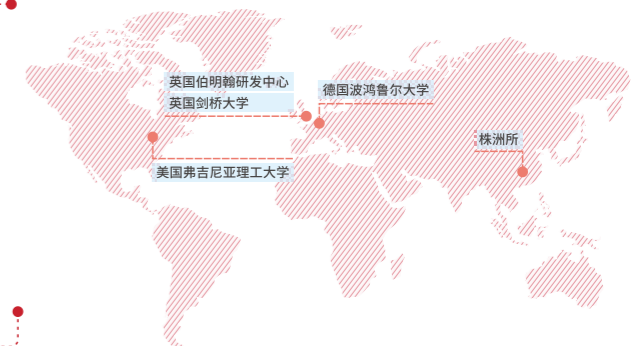 英国伯明翰研发中心
英国剑桥大学
德国波鸿鲁尔大学
株洲所
美国弗吉尼亚理工大学